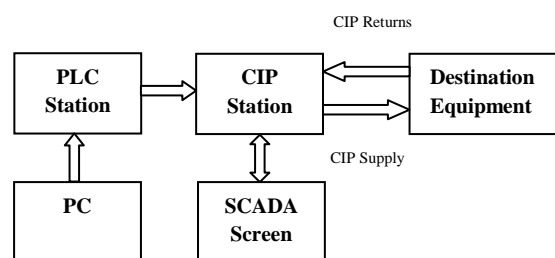 CIP Returns
PLC
Station
CIP
Station
Destination
Equipment
CIP Supply
PC
SCADA
Screen